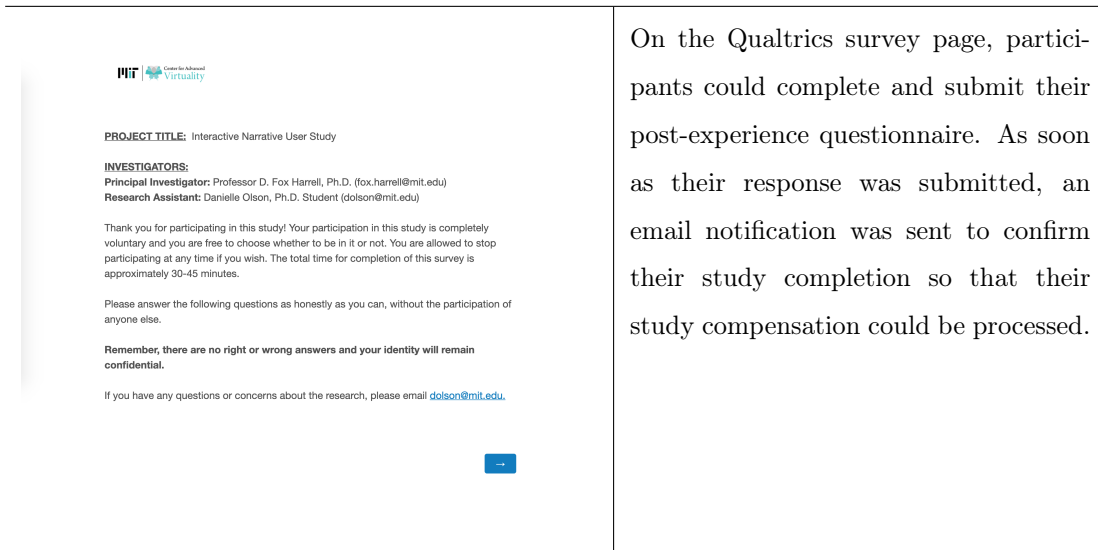 MIT Center for Advanced
Virtuality
PROJECT TITLE: Interactive Narrative User Study
INVESTIGATORS:
Principal Investigator: Professor D. Fox Harrell, Ph.D. (fox.harrell@mit.edu)
Research Assistant: Danielle Olson, Ph.D. Student (dolson@mit.edu)
Thank you for participating in this study! Your participation in this study is completely
voluntary and you are free to choose whether to be in it or not. You are allowed to stop
participating at any time if you wish. The total time for completion of this survey is
approximately 30-45 minutes.
Please answer the following questions as honestly as you can, without the participation of
anyone else.
Remember, there are no right or wrong answers and your identity will remain
confidential.
If you have any questions or concerns about the research, please email dolson@mit.edu.
→
On the Qualtrics survey page, partici-
pants could complete and submit their
post-experience questionnaire. As soon
as their response was submitted, an
email notification was sent to confirm
their study completion so that their
study compensation could be processed.